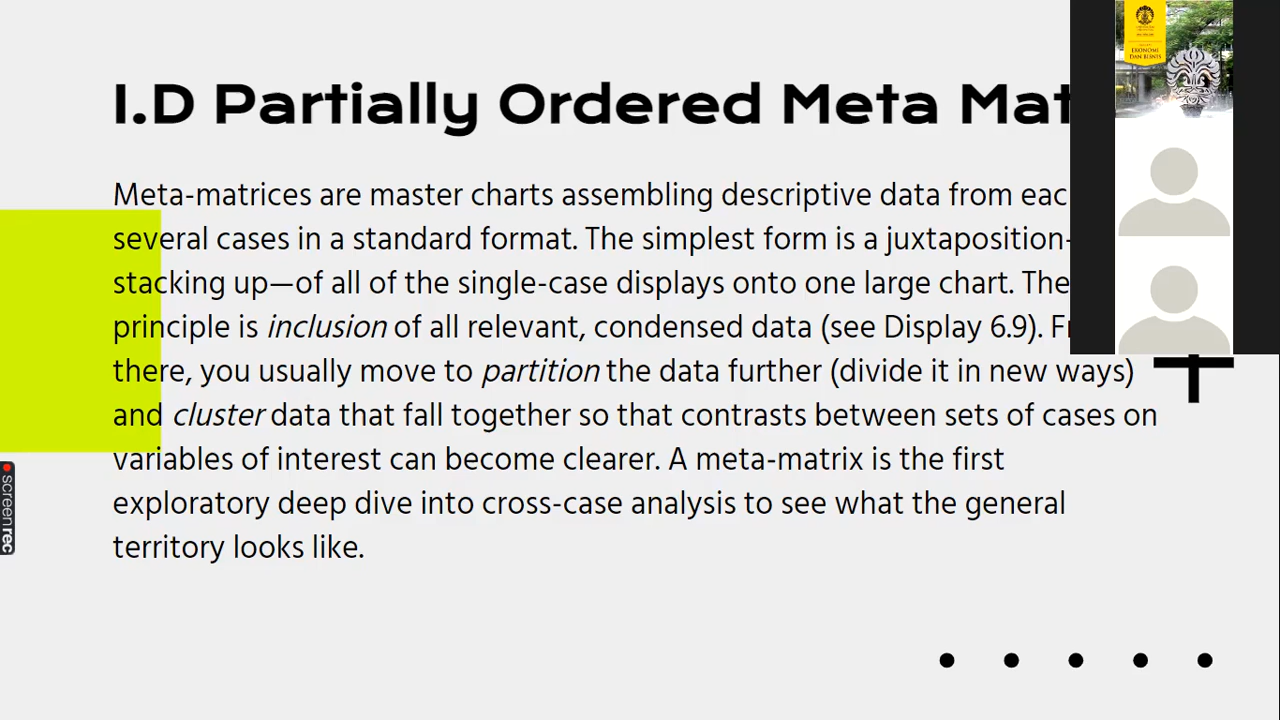 I.D Partially Ordered Meta
Meta-matrices are master charts assembling descriptive data from
several cases in a standard format. The simplest form is a juxtaposition-
stacking up—of all of the single-case displays onto one large chart. The
principle is inclusion of all relevant, condensed data (see Display 6.9).
there, you usually move to partition the data further (divide it in new ways)
and cluster data that fall together so that contrasts between sets of cases on
variables of interest can become clearer. A meta-matrix is the first
exploratory deep dive into cross-case analysis to see what the general
territory looks like.
EKONOMI
DAN BISNIS
screenrec